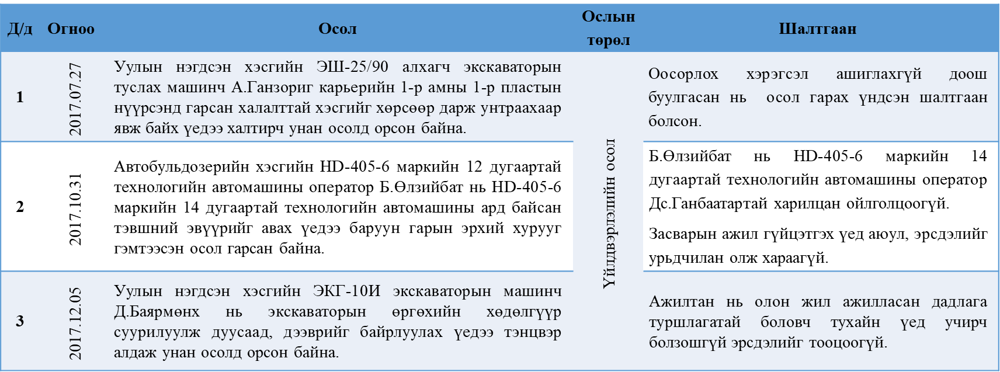 Д/д Огноо Осол Ослын төрөл Шалтгаан
1
2017.07.27
Уулын нэгдсэн хэсгийн ЭШ-25/90 алхагч экскаваторын
туслах машинч А.Ганзориг карьерийн 1-р амны 1-р пластын
нүүрсэнд гарсан халалттай хэсгийг хөрсөөр дарж унтраахаар
явж байх үедээ халтирч унан осолд орсон байна.
Үйлдвэрлэлийн осол
Оосорлох хэрэгсэл ашиглахгүй доош
буулгасан нь осол гарах үндсэн шалтгаан
болсон.
2
2017.10.31
Автобульдозерийн хэсгийн HD-405-6 маркийн 12 дугаартай
технологийн автомашины оператор Б.Өлзийбат нь HD-405-6
маркийн 14 дугаартай технологийн автомашины ард байсан
тэвшний эвүүрийг авах үедээ баруун гарын эрхий хурууг
гэмтээсэн осол гарсан байна.
Б.Өлзийбат нь HD-405-6 маркийн 14
дугаартай технологийн автомашины оператор
Дс.Ганбаатартай харилцан ойлголцоогүй.
Засварын ажил гүйцэтгэх үед аюул, эрсдэлийг
урьдчилан олж хараагүй.
3
2017.12.05
Уулын нэгдсэн хэсгийн ЭКГ-10И экскаваторын машинч
Д.Баярмөнх нь экскаваторын өргөхийн хөдөлгүүр
суурилуулж дуусаад, дээврийг байрлуулах үедээ тэнцвэр
алдаж унан осолд орсон байна.
Ажилтан нь олон жил ажилласан дадлага
туршлагатай боловч тухайн үед учирч
болзошгүй эрсдэлийг тооцоогүй.